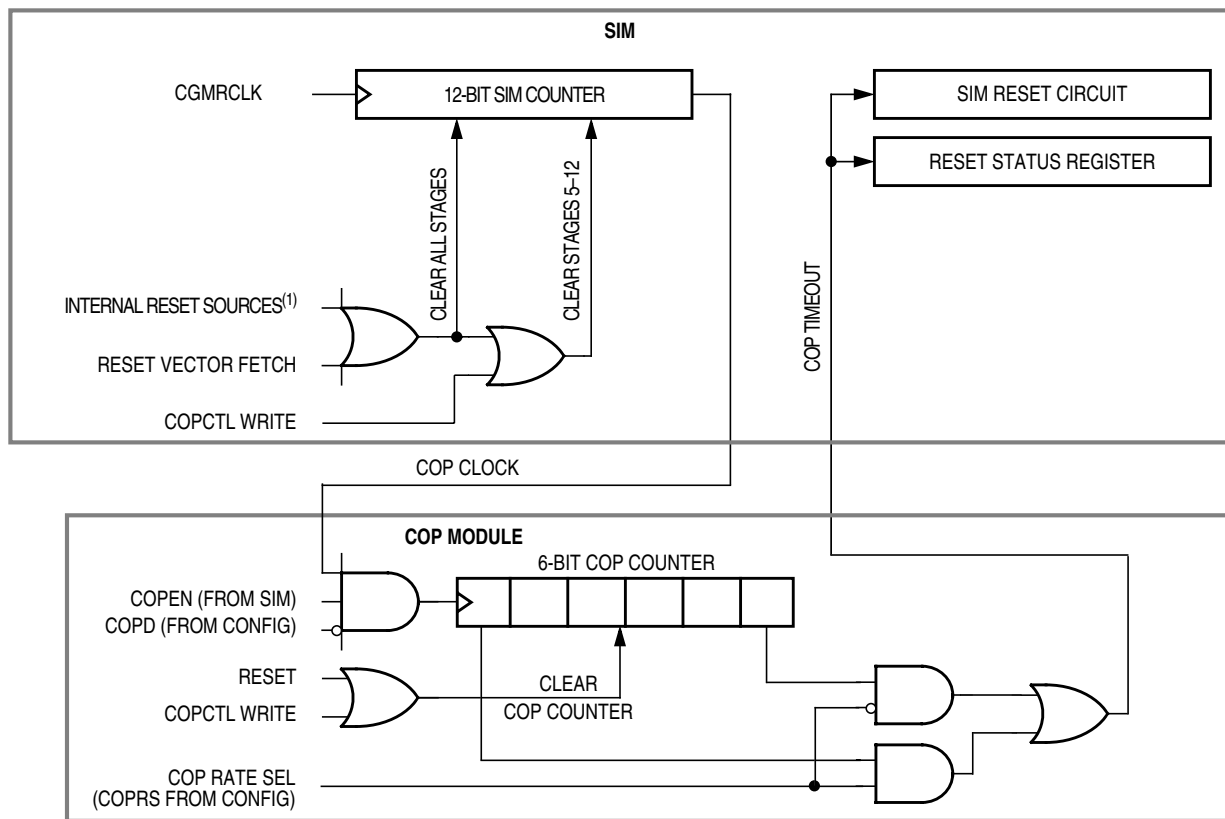 SIM
CGMRCLK
12-BIT SIM COUNTER
SIM RESET CIRCUIT
RESET STATUS REGISTER
CLEAR ALL STAGES
CLEAR STAGES 5–12
COP TIMEOUT
INTERNAL RESET SOURCES(1)
RESET VECTOR FETCH
COPCTL WRITE
COP CLOCK
COP MODULE
6-BIT COP COUNTER
COPEN (FROM SIM)
COPD (FROM CONFIG)
RESET
CLEAR
COPCTL WRITE
COP COUNTER
COP RATE SEL
(COPRS FROM CONFIG)